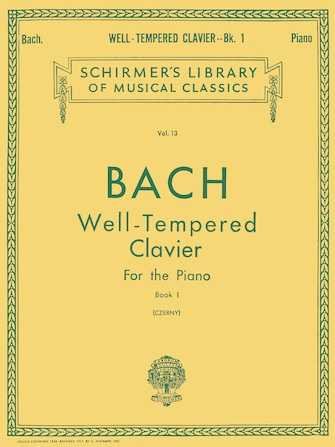 Bach. WELL-TEMPERED CLAVIER--Bk. 1 Piano
SCHIRMER'S LIBRARY
OF MUSICAL CLASSICS
Vol. 13
BACH
Well-Tempered
Clavier
For the Piano
Book I
(CZERNY)